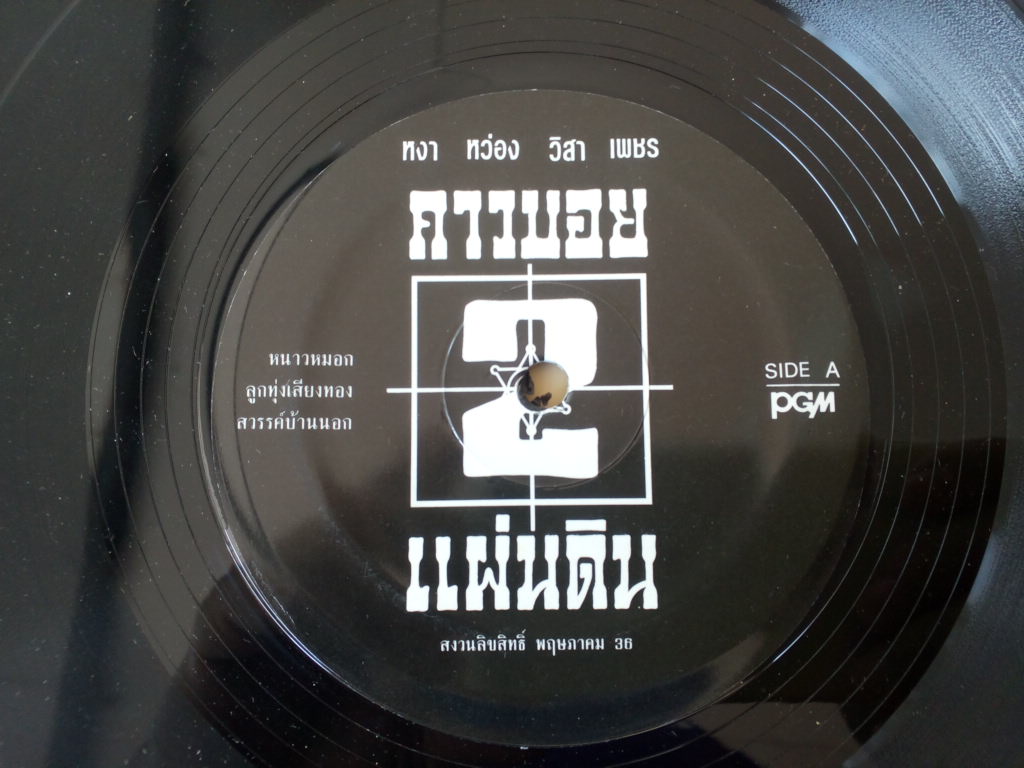 หงา หว่อง วิสา เพชร
คาวบอย
2
แผ่นดิน
หนาวหมอก
ลูกทุ่งเสียงทอง
สวรรค์บ้านนอก
SIDE A
PGM
สงวนลิขสิทธิ์ พฤษภาคม 36